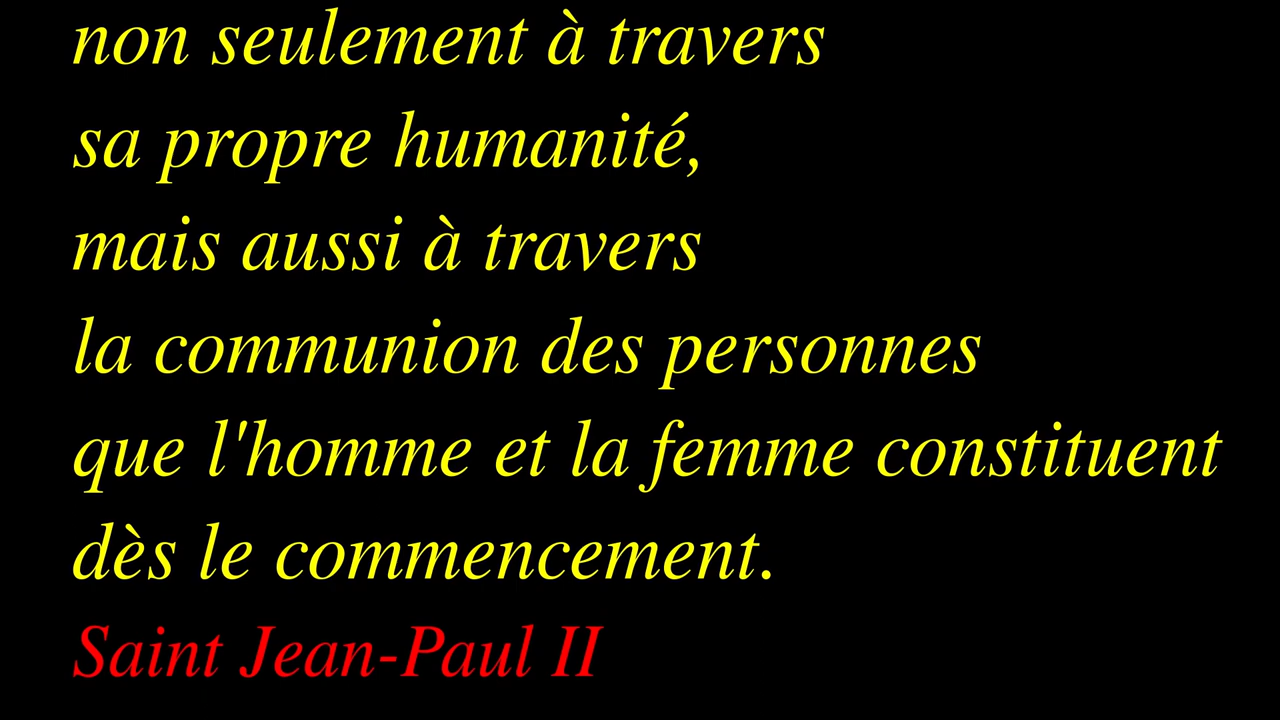 non seulement à travers
sa propre humanité,
mais aussi à travers
la communion des personnes
que l'homme et la femme constituent
dès le commencement.
Saint Jean-Paul II